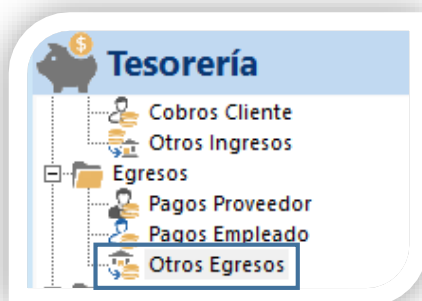 Tesorería
Cobros Cliente
Otros Ingresos
Egresos
Pagos Proveedor
Pagos Empleado
Otros Egresos